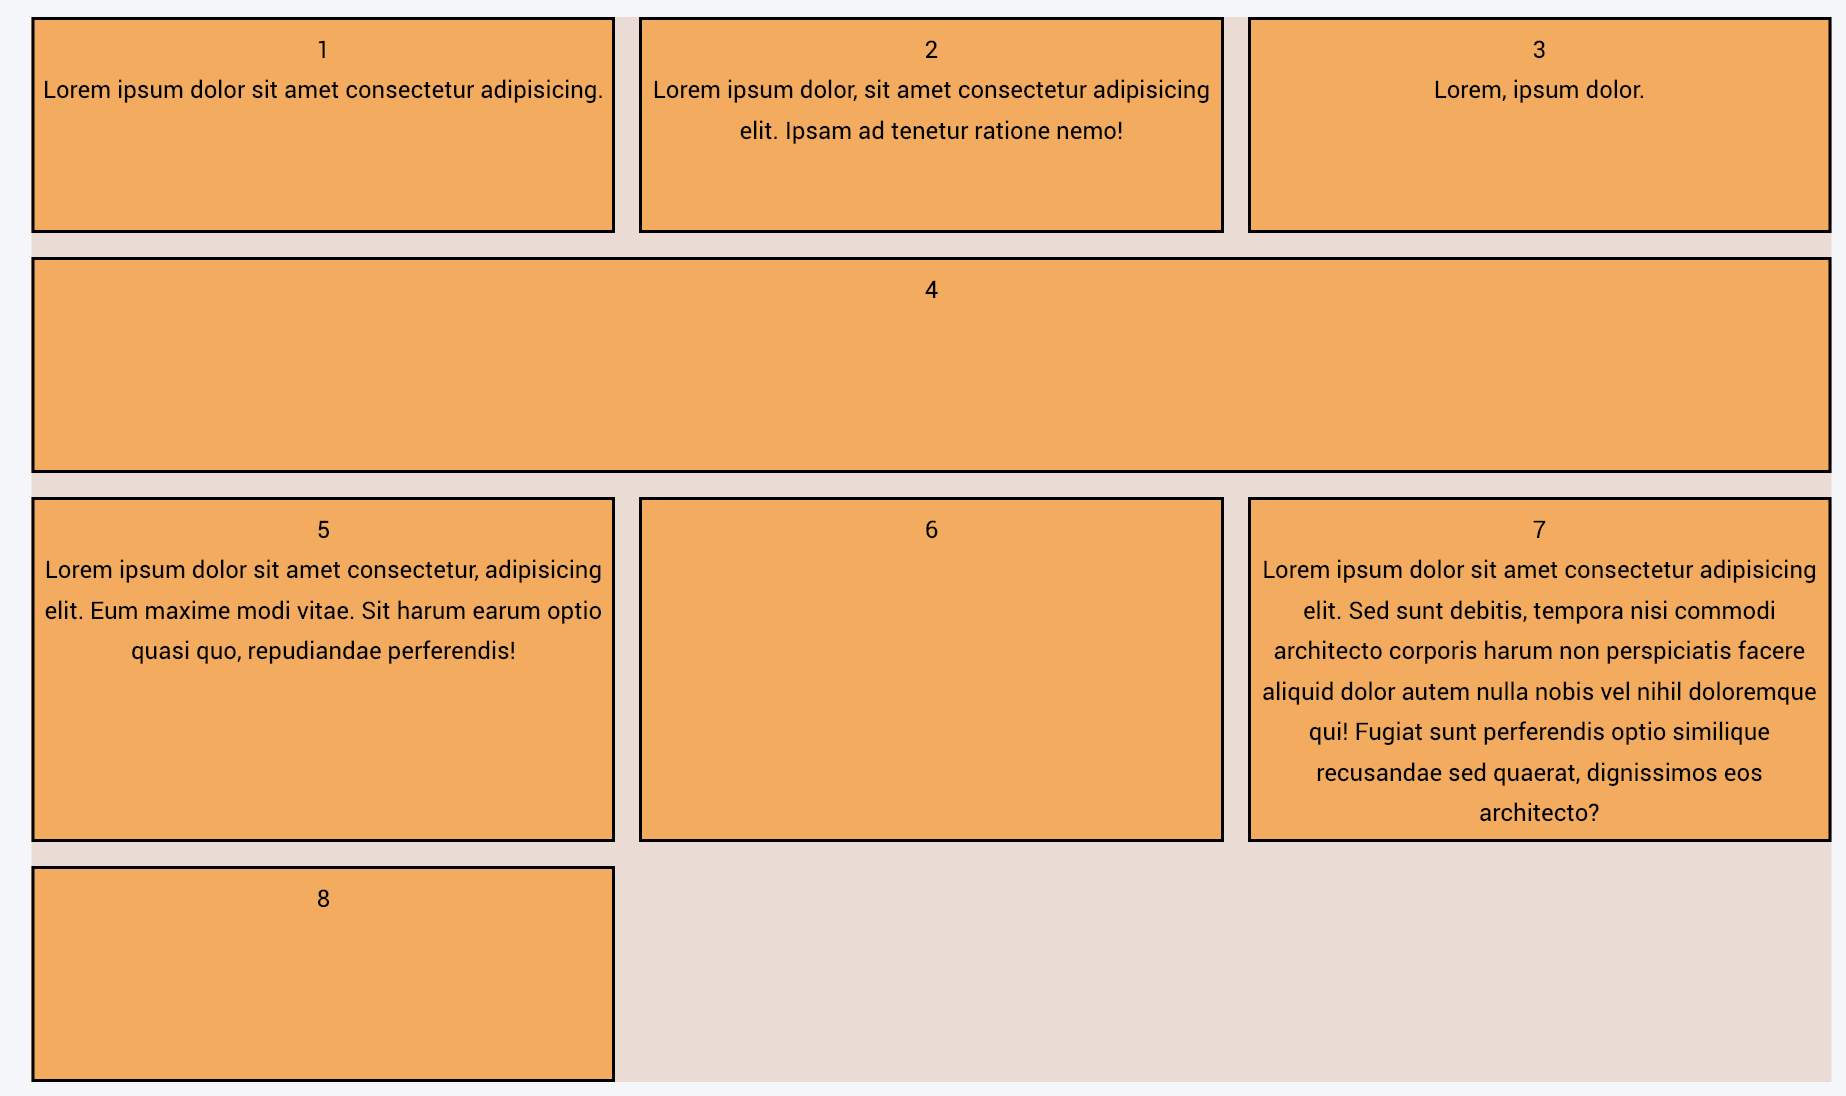 1
Lorem ipsum dolor sit amet consectetur adipisicing.
2
Lorem ipsum dolor, sit amet consectetur adipisicing
elit. Ipsam ad tenetur ratione nemo!
3
Lorem, ipsum dolor.
4
5
Lorem ipsum dolor sit amet consectetur, adipisicing
elit. Eum maxime modi vitae. Sit harum earum optio
quasi quo, repudiandae perferendis!
6
7
Lorem ipsum dolor sit amet consectetur adipisicing
elit. Sed sunt debitis, tempora nisi commodi
architecto corporis harum non perspiciatis facere
aliquid dolor autem nulla nobis vel nihil doloremque
qui! Fugiat sunt perferendis optio similique
recusandae sed quaerat, dignissimos eos
architecto?
8